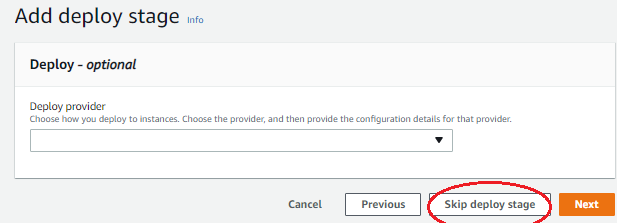 Add deploy stage Info
Deploy - optional
Deploy provider
Choose how you deploy to instances. Choose the provider, and then provide the configuration details for that provider.
Cancel Previous Skip deploy stage Next